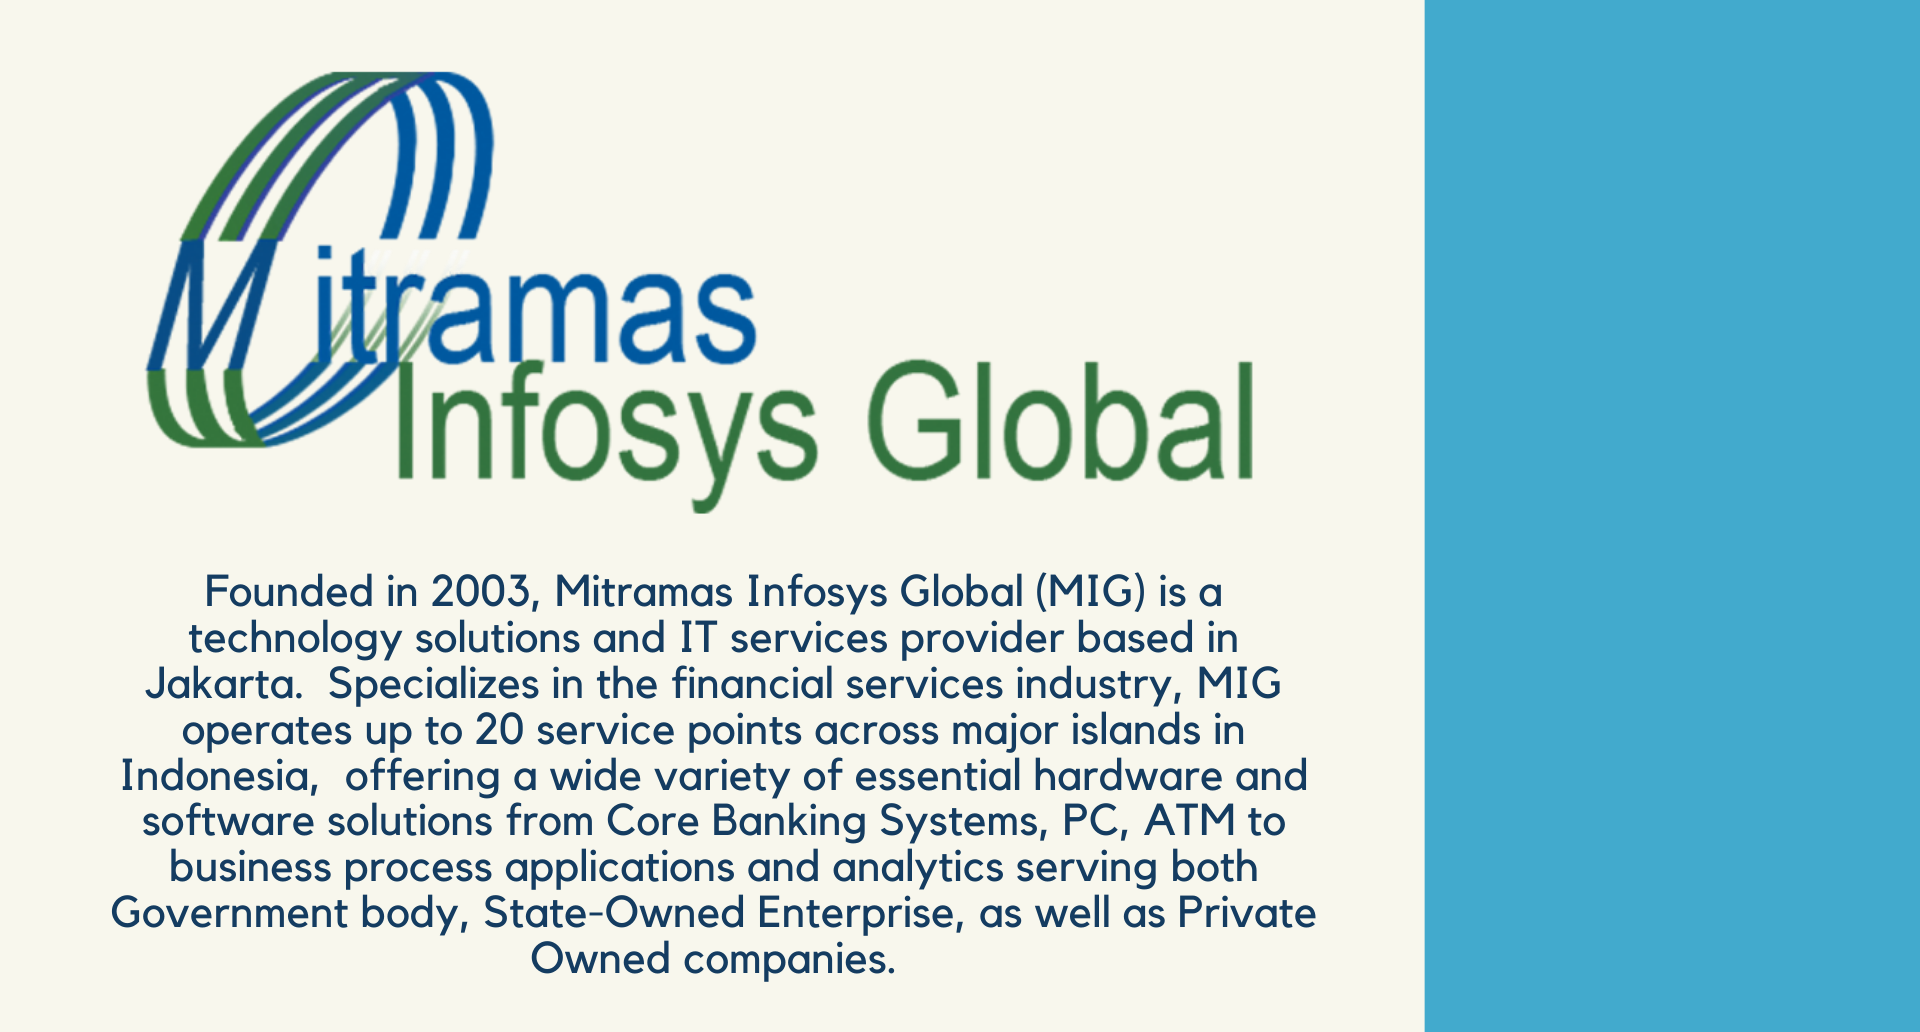 Mitramas
Infosys Global
Founded in 2003, Mitramas Infosys Global (MIG) is a
technology solutions and IT services provider based in
Jakarta.  Specializes in the financial services industry, MIG
operates up to 20 service points across major islands in
Indonesia,  offering a wide variety of essential hardware and
software solutions from Core Banking Systems, PC, ATM to
business process applications and analytics serving both
Government body, State-Owned Enterprise, as well as Private
Owned companies.